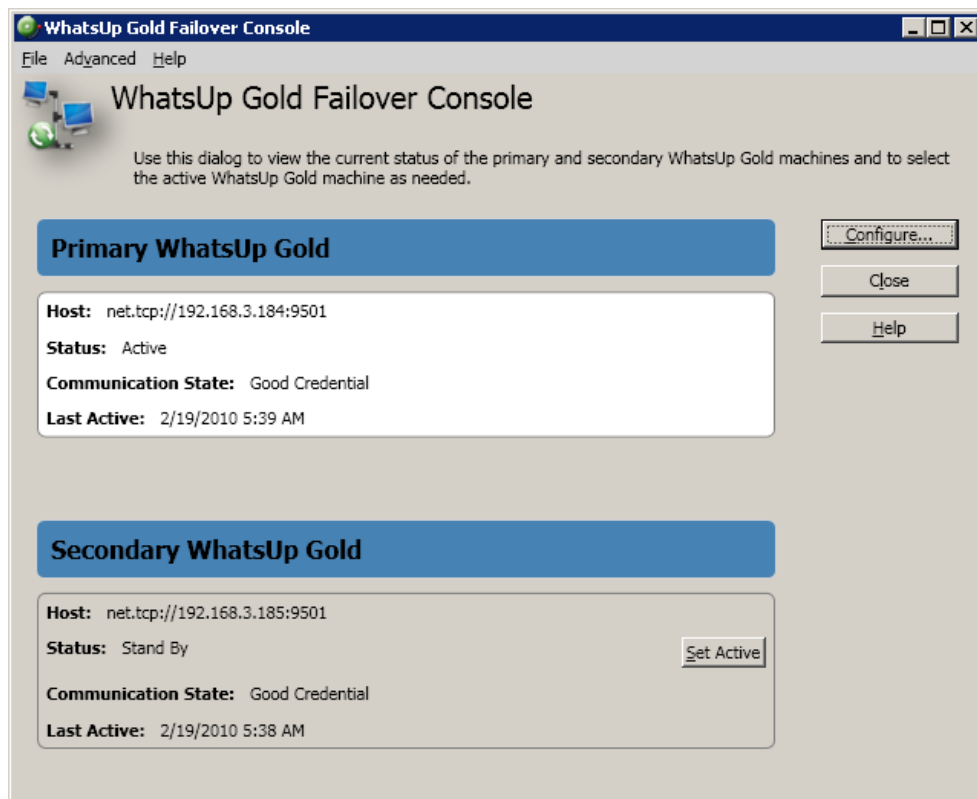 WhatsUp Gold Failover Console
File Advanced Help
WhatsUp Gold Failover Console
Use this dialog to view the current status of the primary and secondary WhatsUp Gold machines and to select
the active WhatsUp Gold machine as needed.
Primary WhatsUp Gold
Configure...
Close
Help
Host: net.tcp://192.168.3.184:9501
Status: Active
Communication State: Good Credential
Last Active: 2/19/2010 5:39 AM
Secondary WhatsUp Gold
Host: net.tcp://192.168.3.185:9501
Status: Stand By
Set Active
Communication State: Good Credential
Last Active: 2/19/2010 5:38 AM